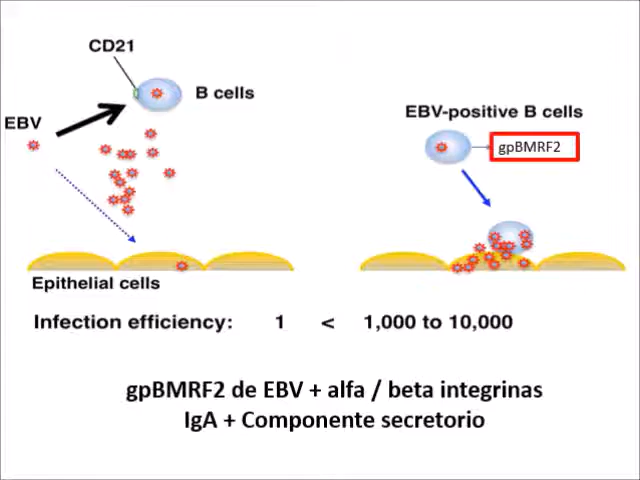 CD21
B cells
EBV
Epithelial cells
EBV-positive B cells
gpBMRF2
Infection efficiency: 1 < 1,000 to 10,000
gpBMRF2 de EBV + alfa / beta integrinas
IgA + Componente secretorio